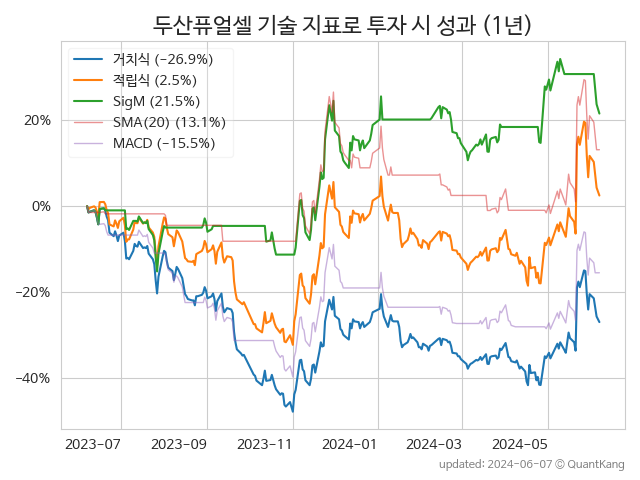 두산퓨얼셀 기술 지표로 투자 시 성과 (1년)
거치식 (−26.9%)
적립식 (2.5%)
SigM (21.5%)
SMA(20) (13.1%)
MACD (−15.5%)
20%
0%
−20%
−40%
2023-07 2023-09 2023-11 2024-01 2024-03 2024-05
updated: 2024-06-07 © QuantKang